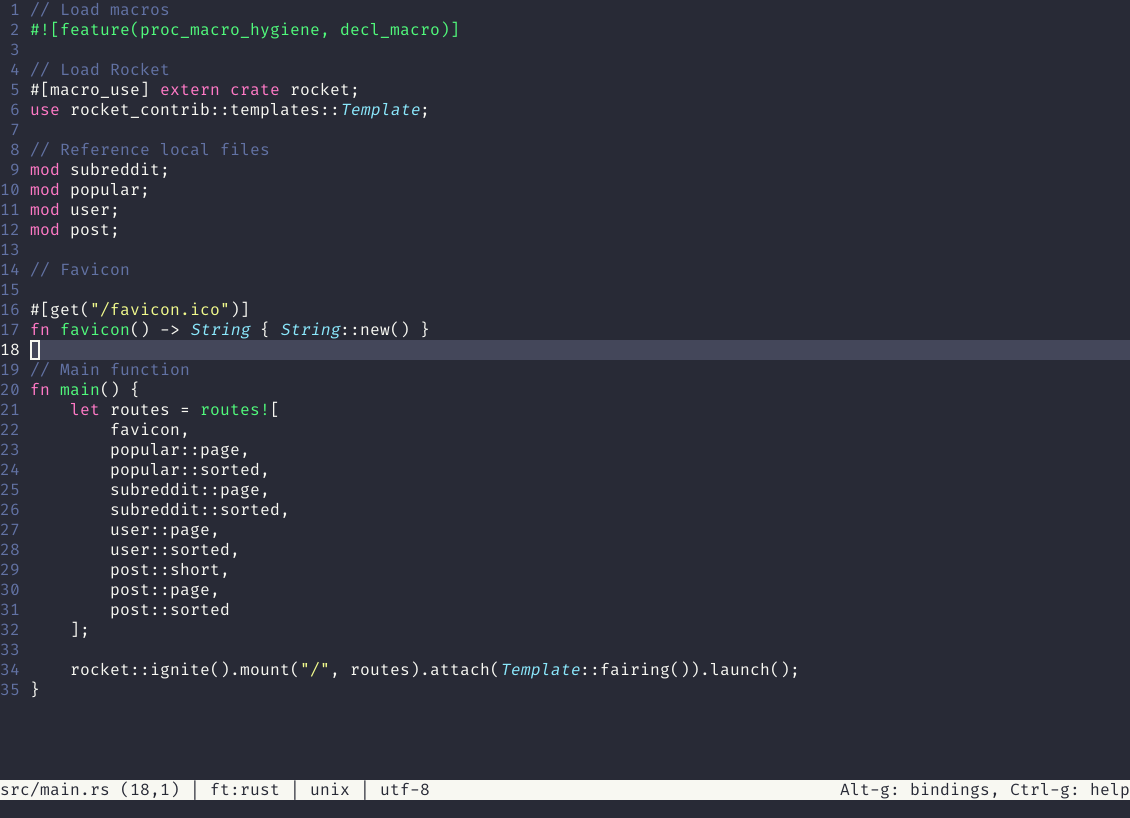 1 // Load macros
2 #![feature(proc_macro_hygiene, decl_macro)]
3
4 // Load Rocket
5 #[macro_use] extern crate rocket;
6 use rocket_contrib::templates::Template;
7
8 // Reference local files
9 mod subreddit;
10 mod popular;
11 mod user;
12 mod post;
13
14 // Favicon
15
16 #[get("/favicon.ico")]
17 fn favicon() -> String { String::new() }
18
19 // Main function
20 fn main() {
21     let routes = routes![
22         favicon,
23         popular::page,
24         popular::sorted,
25         subreddit::page,
26         subreddit::sorted,
27         user::page,
28         user::sorted,
29         post::short,
30         post::page,
31         post::sorted
32     ];
33
34     rocket::ignite().mount("/", routes).attach(Template::fairing()).launch();
35 }
src/main.rs (18,1) | ft:rust | unix | utf-8 Alt-g: bindings, Ctrl-g: help